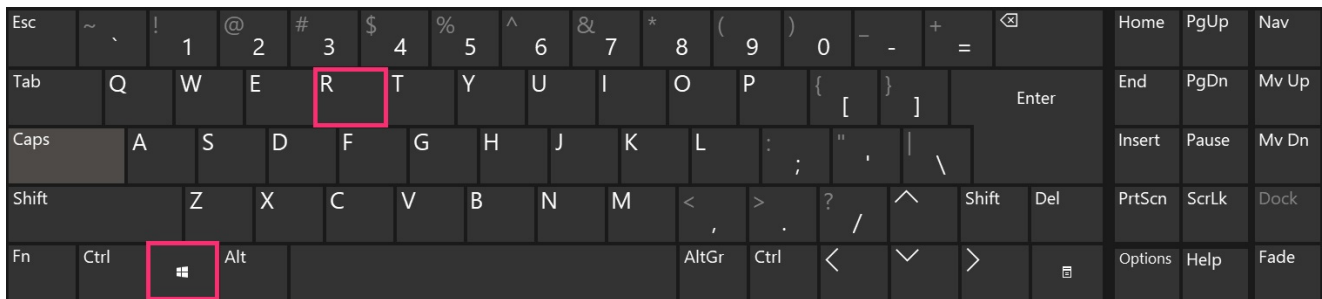 Esc ~ ` ! 1 @ 2 # 3 $ 4 % 5 ^ 6 & 7 * 8 ( 9 ) 0 _ - + = Home PgUp Nav
Tab Q W E R T Y U I O P { [ } ] Enter End PgDn Mv Up
Caps A S D F G H J K L : ; " ' | \ Insert Pause Mv Dn
Shift Z X C V B N M < , > . ? / Shift Del PrtScn ScrLk Dock
Fn Ctrl Alt AltGr Ctrl Options Help Fade